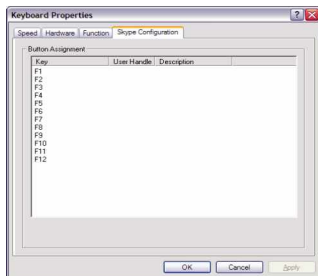 Keyboard Properties
Speed Hardware Function Skype Configuration
Button Assignment
Key User Handle Description
F1
F2
F3
F4
F5
F6
F7
F8
F9
F10
F11
F12
OK Cancel Apply